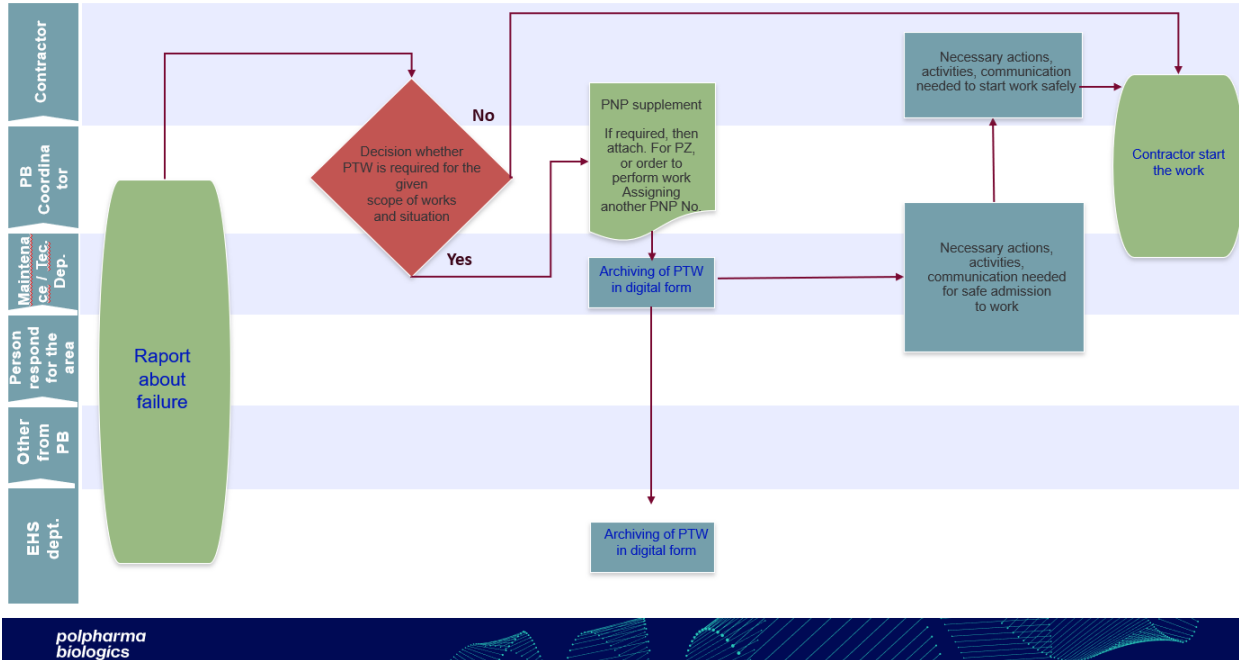 Contractor
PB
Coordina
tor
Maintena
ce / Tec.
Dep.
Person
respond
for the
area
Other
from
PB
EHS
dept.
Raport
about
failure
Decision whether
PTW is required for the
given
scope of works
and situation
No
Yes
PNP supplement
If required, then
attach. For PZ,
or order to
perform work
Assigning
another PNP No.
Archiving of PTW
in digital form
Archiving of PTW
in digital form
Necessary actions,
activities, communication
needed to start work safely
Necessary actions,
activities,
communication needed
for safe admission
to work
Contractor start
the work
polpharma
biologics